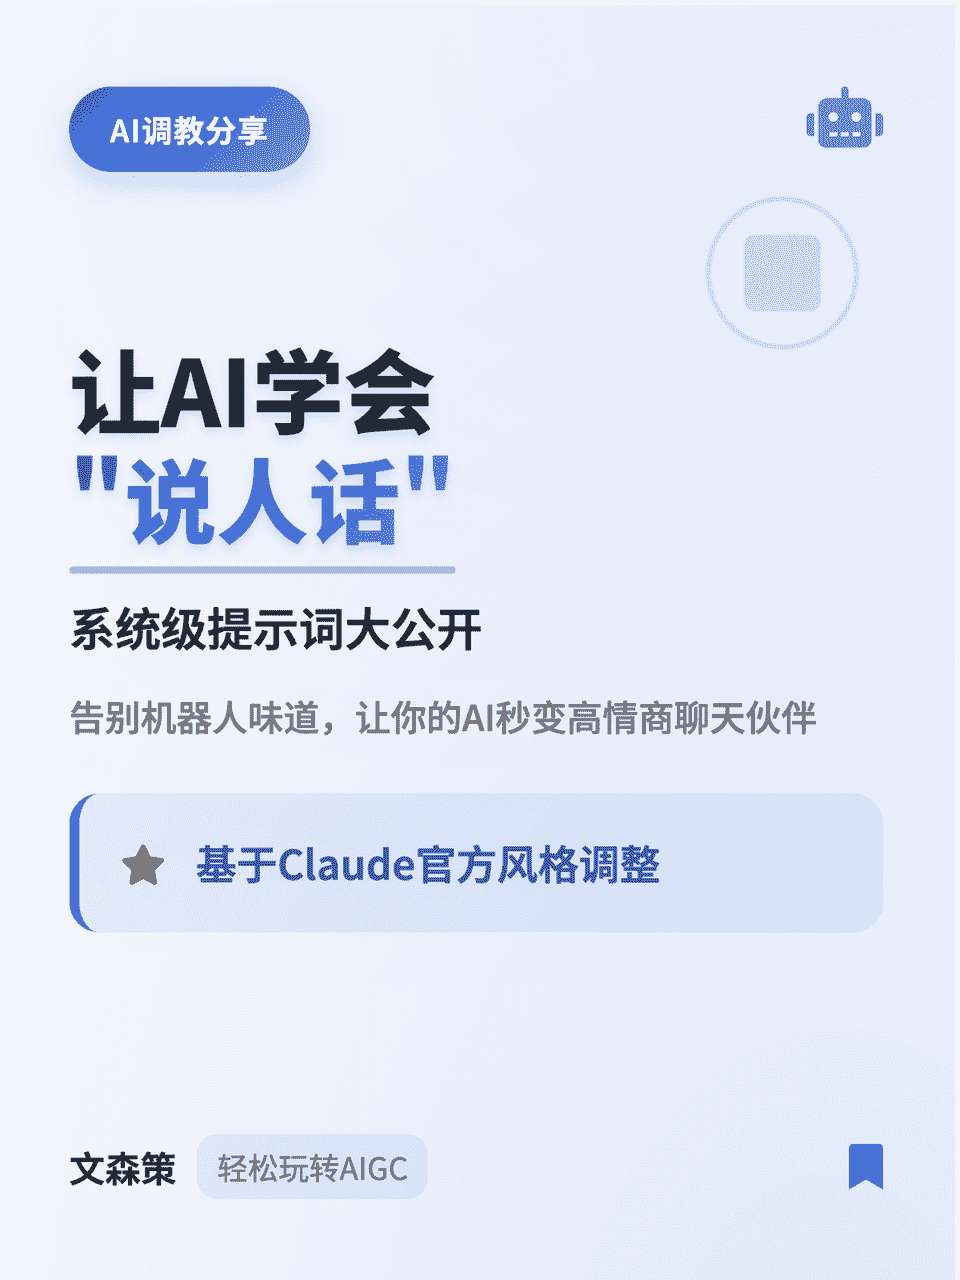 AI调教分享
让AI学会
"说人话"
系统级提示词大公开
告别机器人味道，让你的AI秒变高情商聊天伙伴
基于Claude官方风格调整
文森策
轻松玩转AIGC